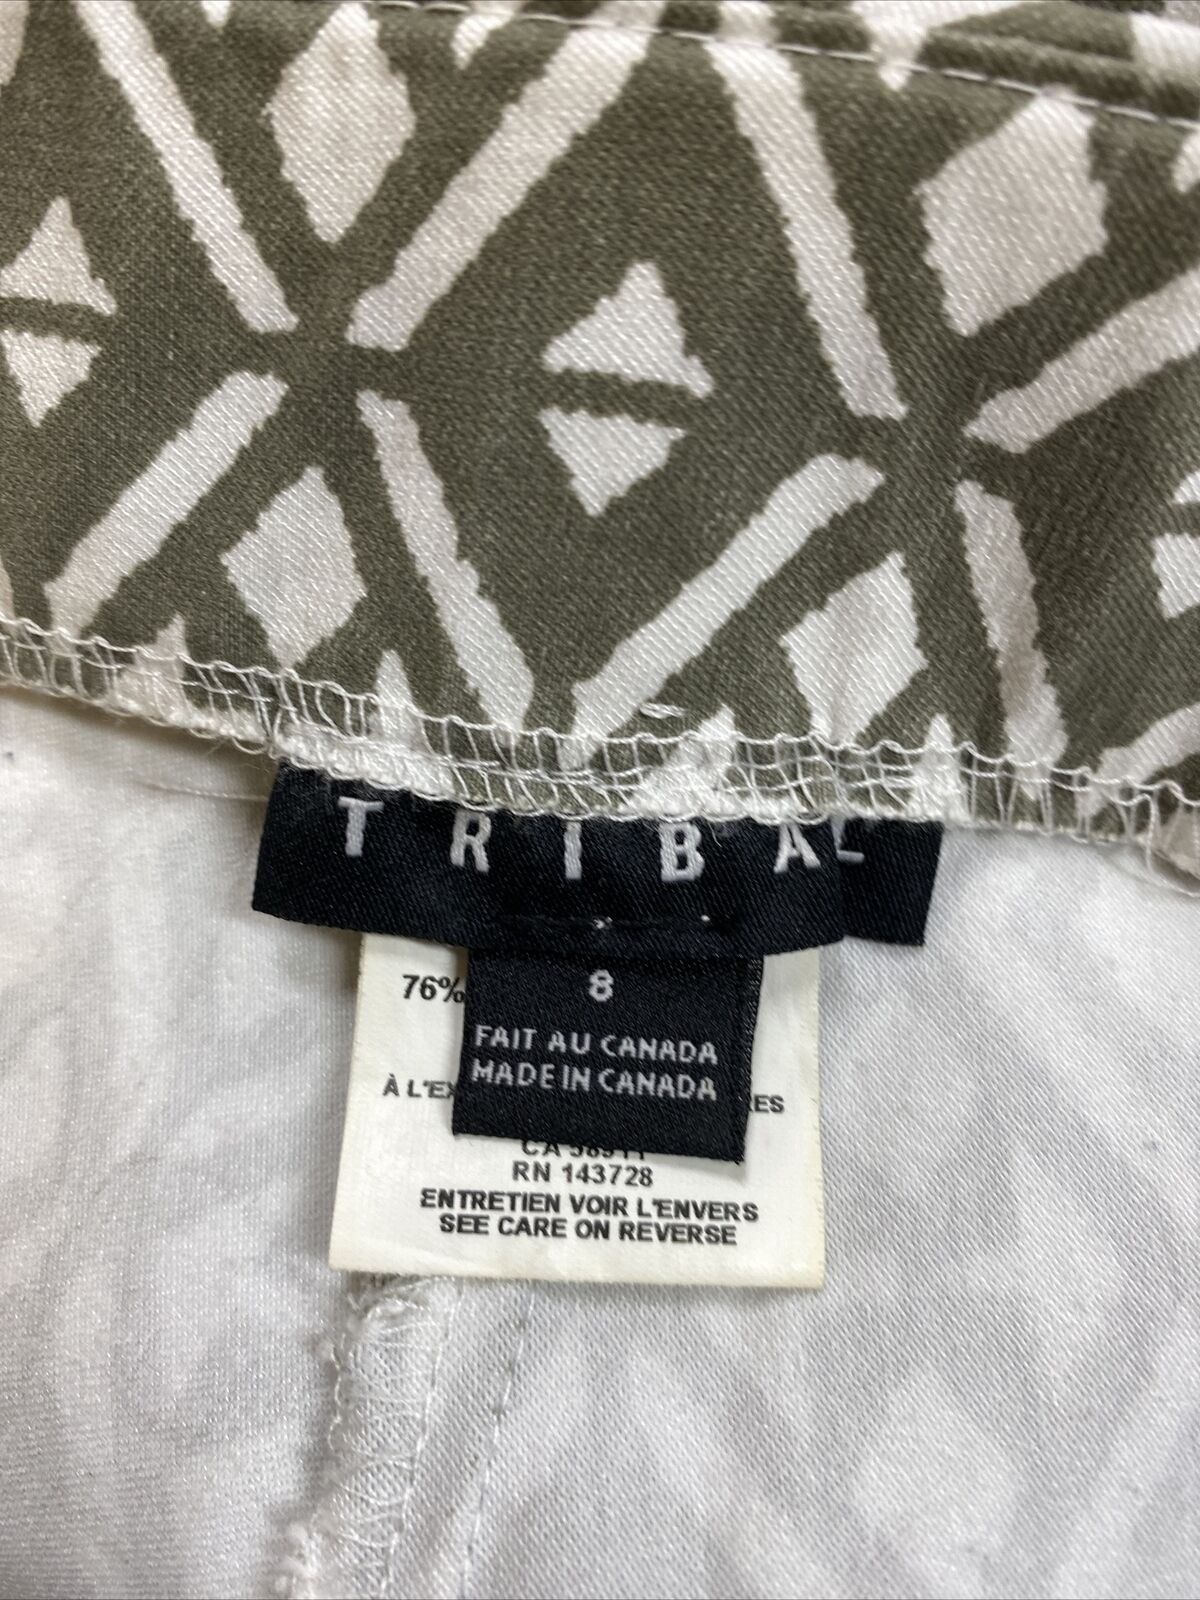 TRIBAL
8
76%
FAIT AU CANADA
MADE IN CANADA
À L'EX
ES
RN 143728
ENTRETIEN VOIR L'ENVERS
SEE CARE ON REVERSE